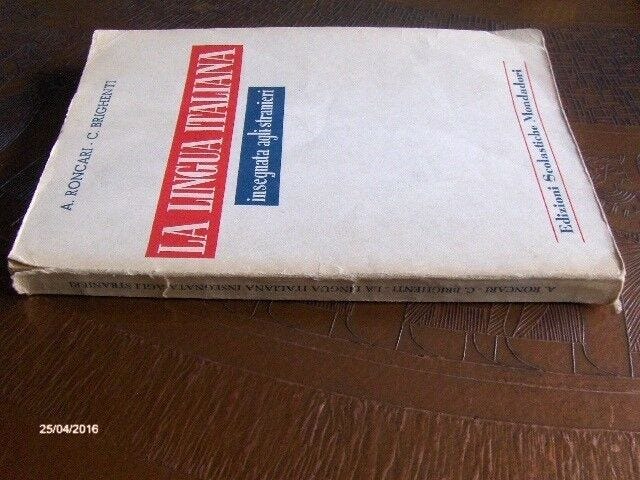 A. RONCARI - C. BRIGHENTI
LA LINGUA ITALIANA
insegnata agli stranieri
Edizioni Scolastiche Mondadori
A. RONCARI - C. BRIGHENTI - LA LINGUA ITALIANA INSEGNATA AGLI STRANIERI
25/04/2016